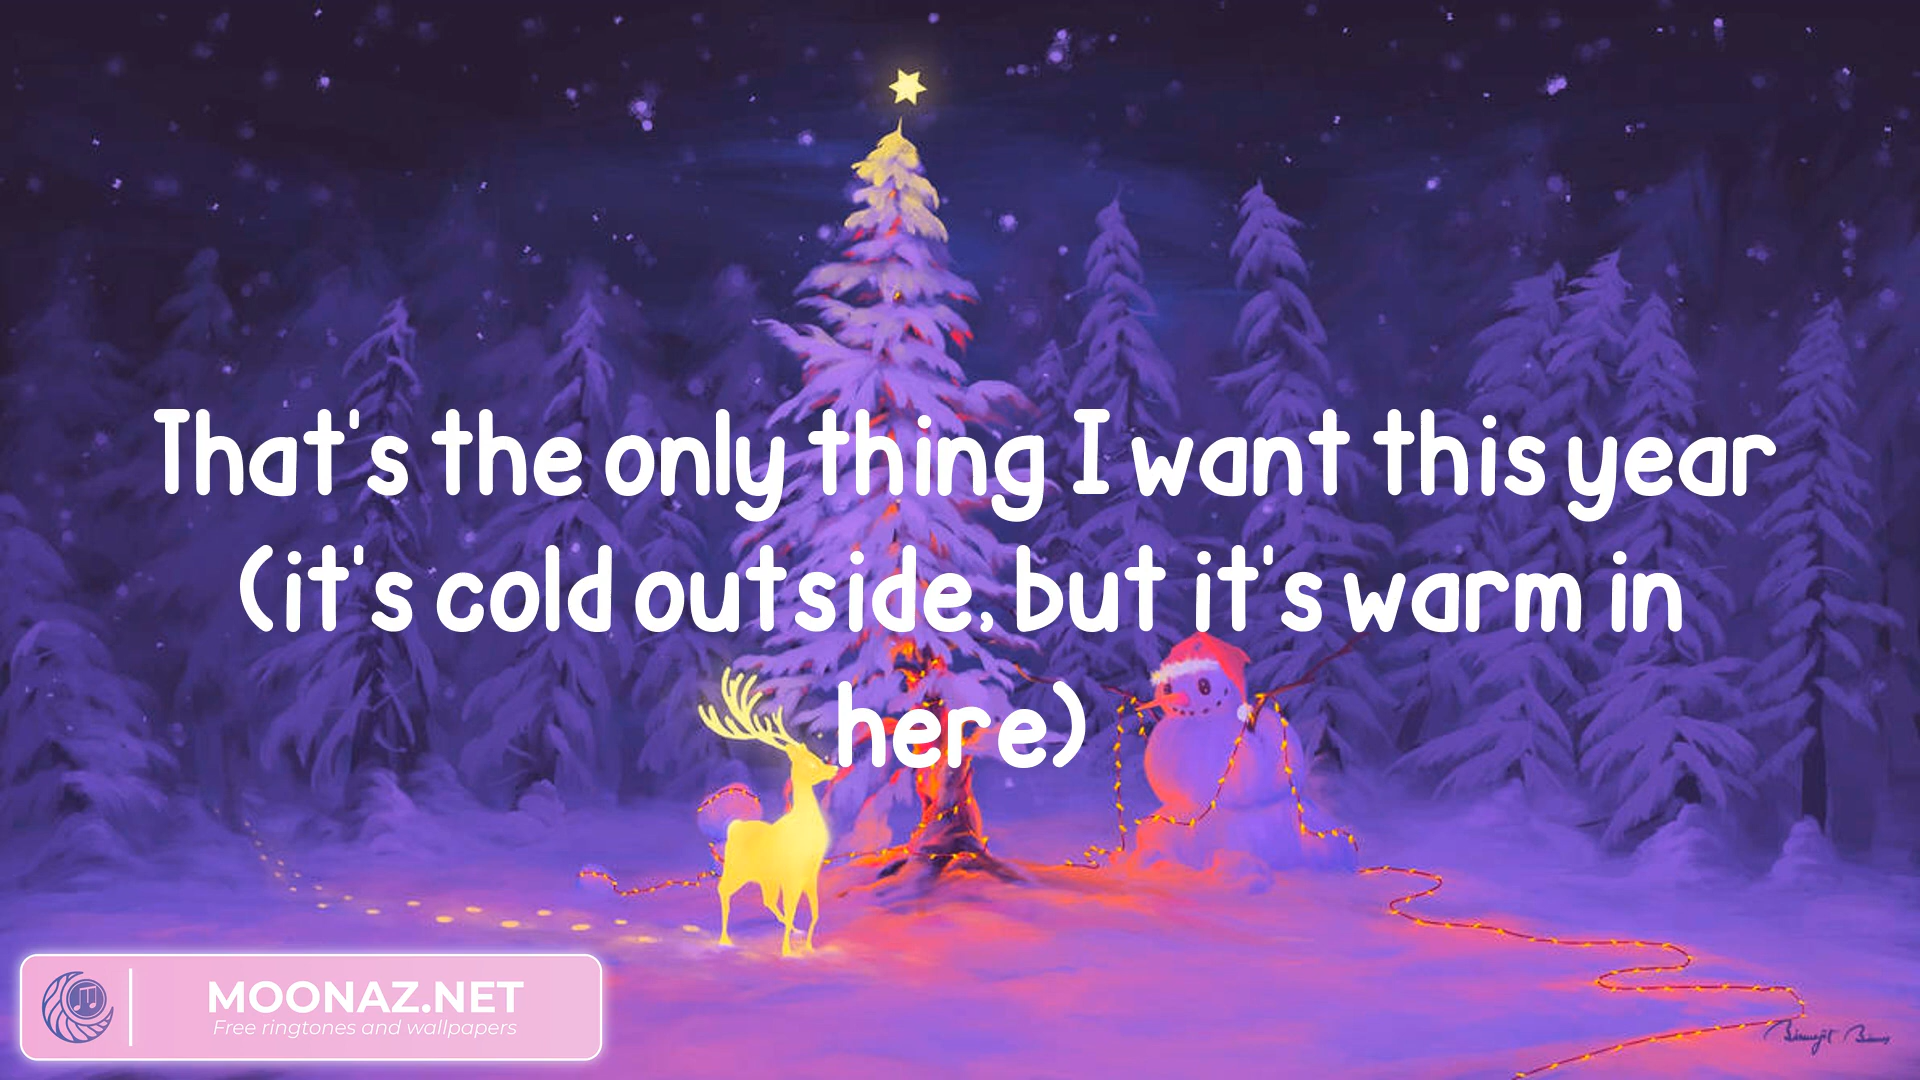 That's the only thing I want this year
(it's cold outside, but it's warm in
here)
MOONAZ.NET
Free ringtones and wallpapers